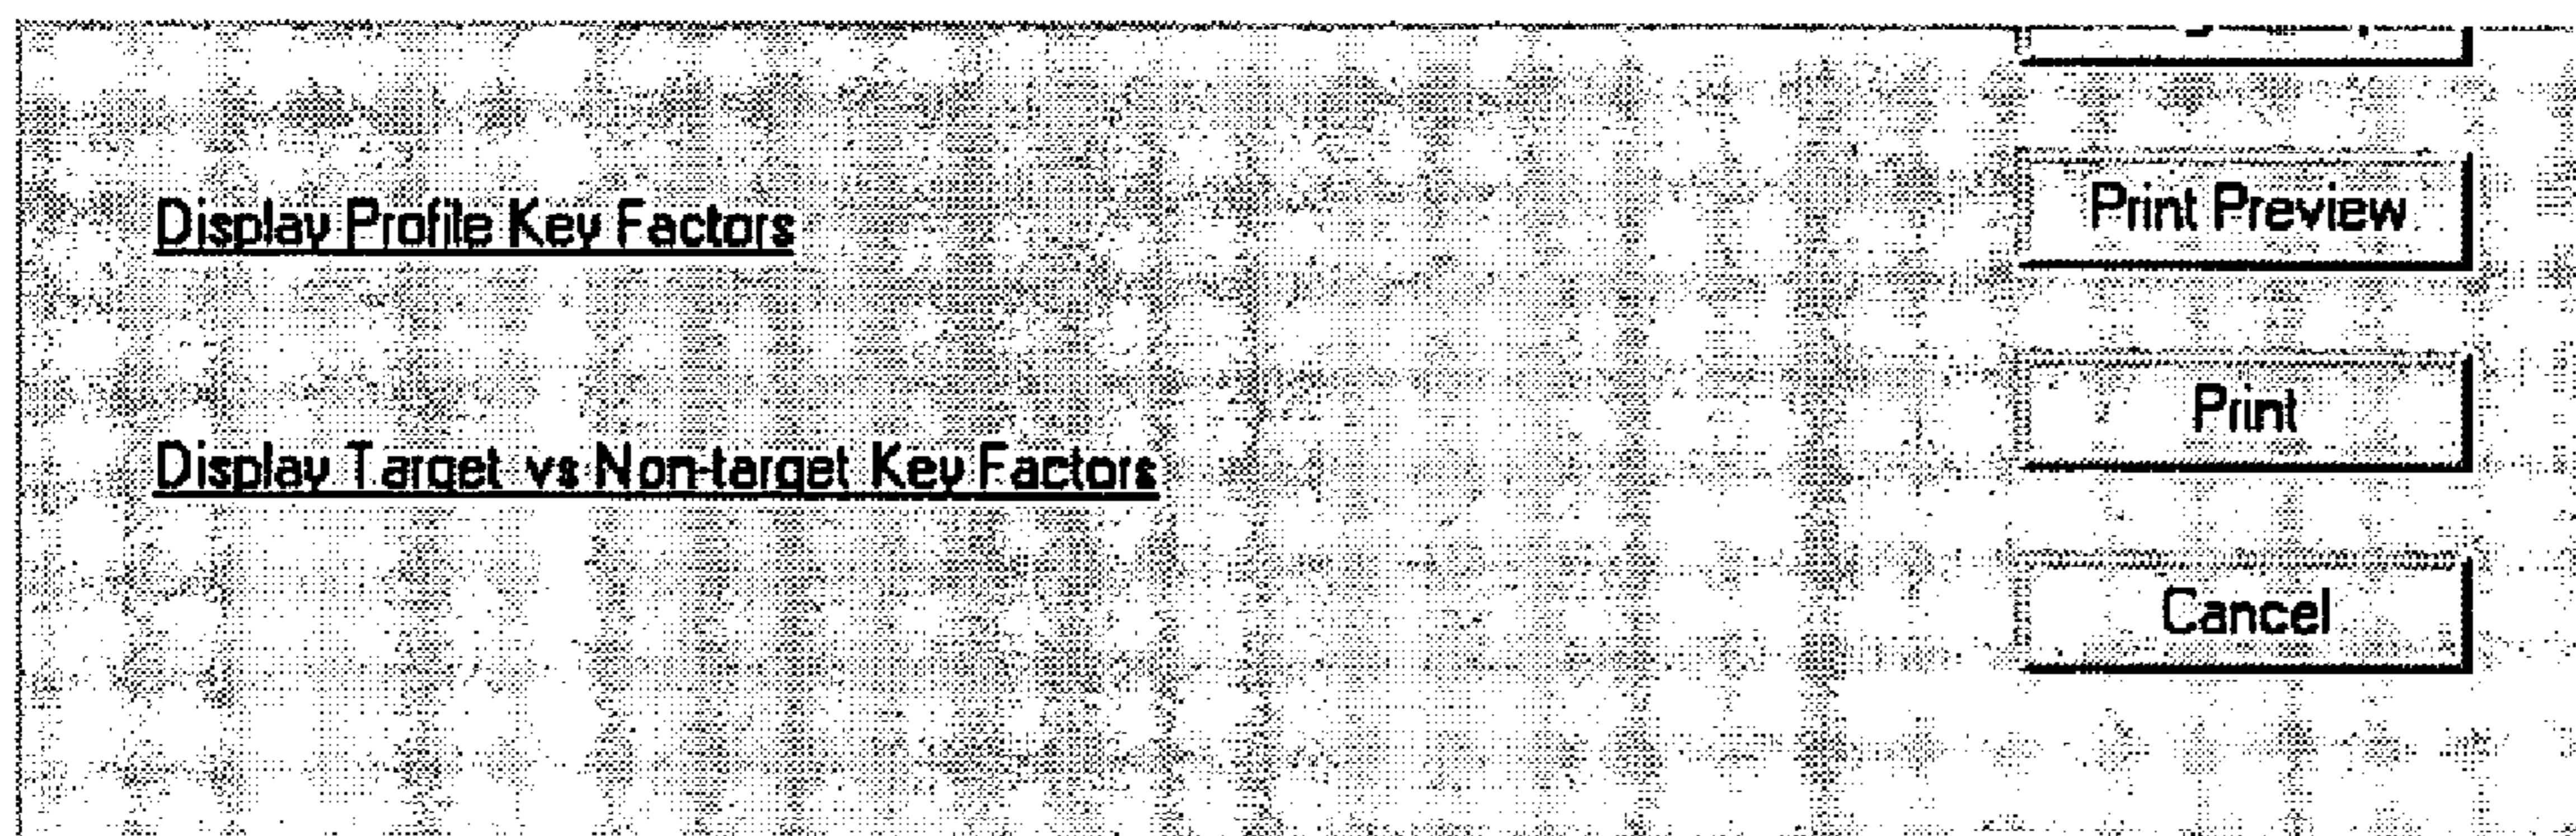 Display Profile Key Factors
Print Preview
Print
Display Target vs Non-target Key Factors
Cancel